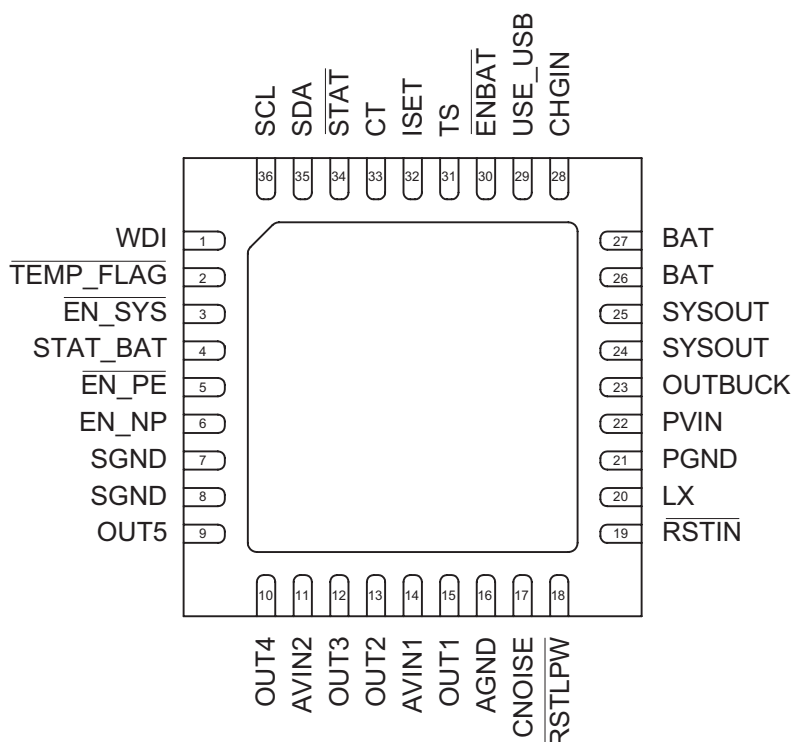 SCL
SDA
STAT
CT
ISET
TS
ENBAT
USE_USB
CHGIN
36
35
34
33
32
31
30
29
28
WDI 1
TEMP_FLAG 2
EN_SYS 3
STAT_BAT 4
EN_PE 5
EN_NP 6
SGND 7
SGND 8
OUT5 9
27 BAT
26 BAT
25 SYSOUT
24 SYSOUT
23 OUTBUCK
22 PVIN
21 PGND
20 LX
19 RSTIN
10
11
12
13
14
15
16
17
18
OUT4
AVIN2
OUT3
OUT2
AVIN1
OUT1
AGND
CNOISE
RSTLPW